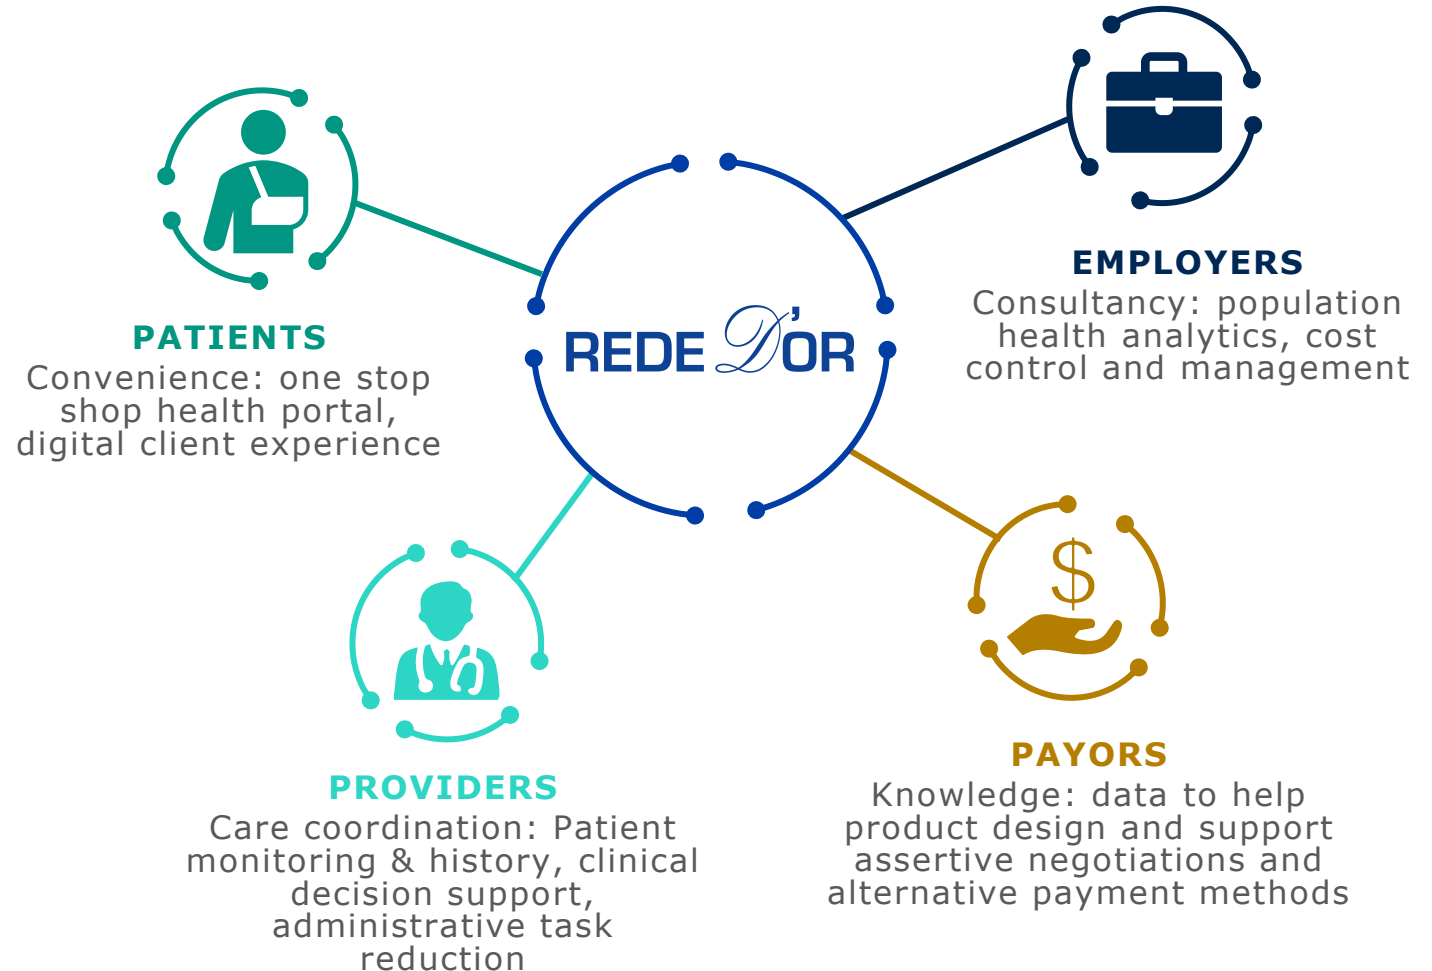 PATIENTS
Convenience: one stop
shop health portal,
digital client experience
REDE D'OR
EMPLOYERS
Consultancy: population
health analytics, cost
control and management
PROVIDERS
Care coordination: Patient
monitoring & history, clinical
decision support,
administrative task
reduction
$
PAYORS
Knowledge: data to help
product design and support
assertive negotiations and
alternative payment methods